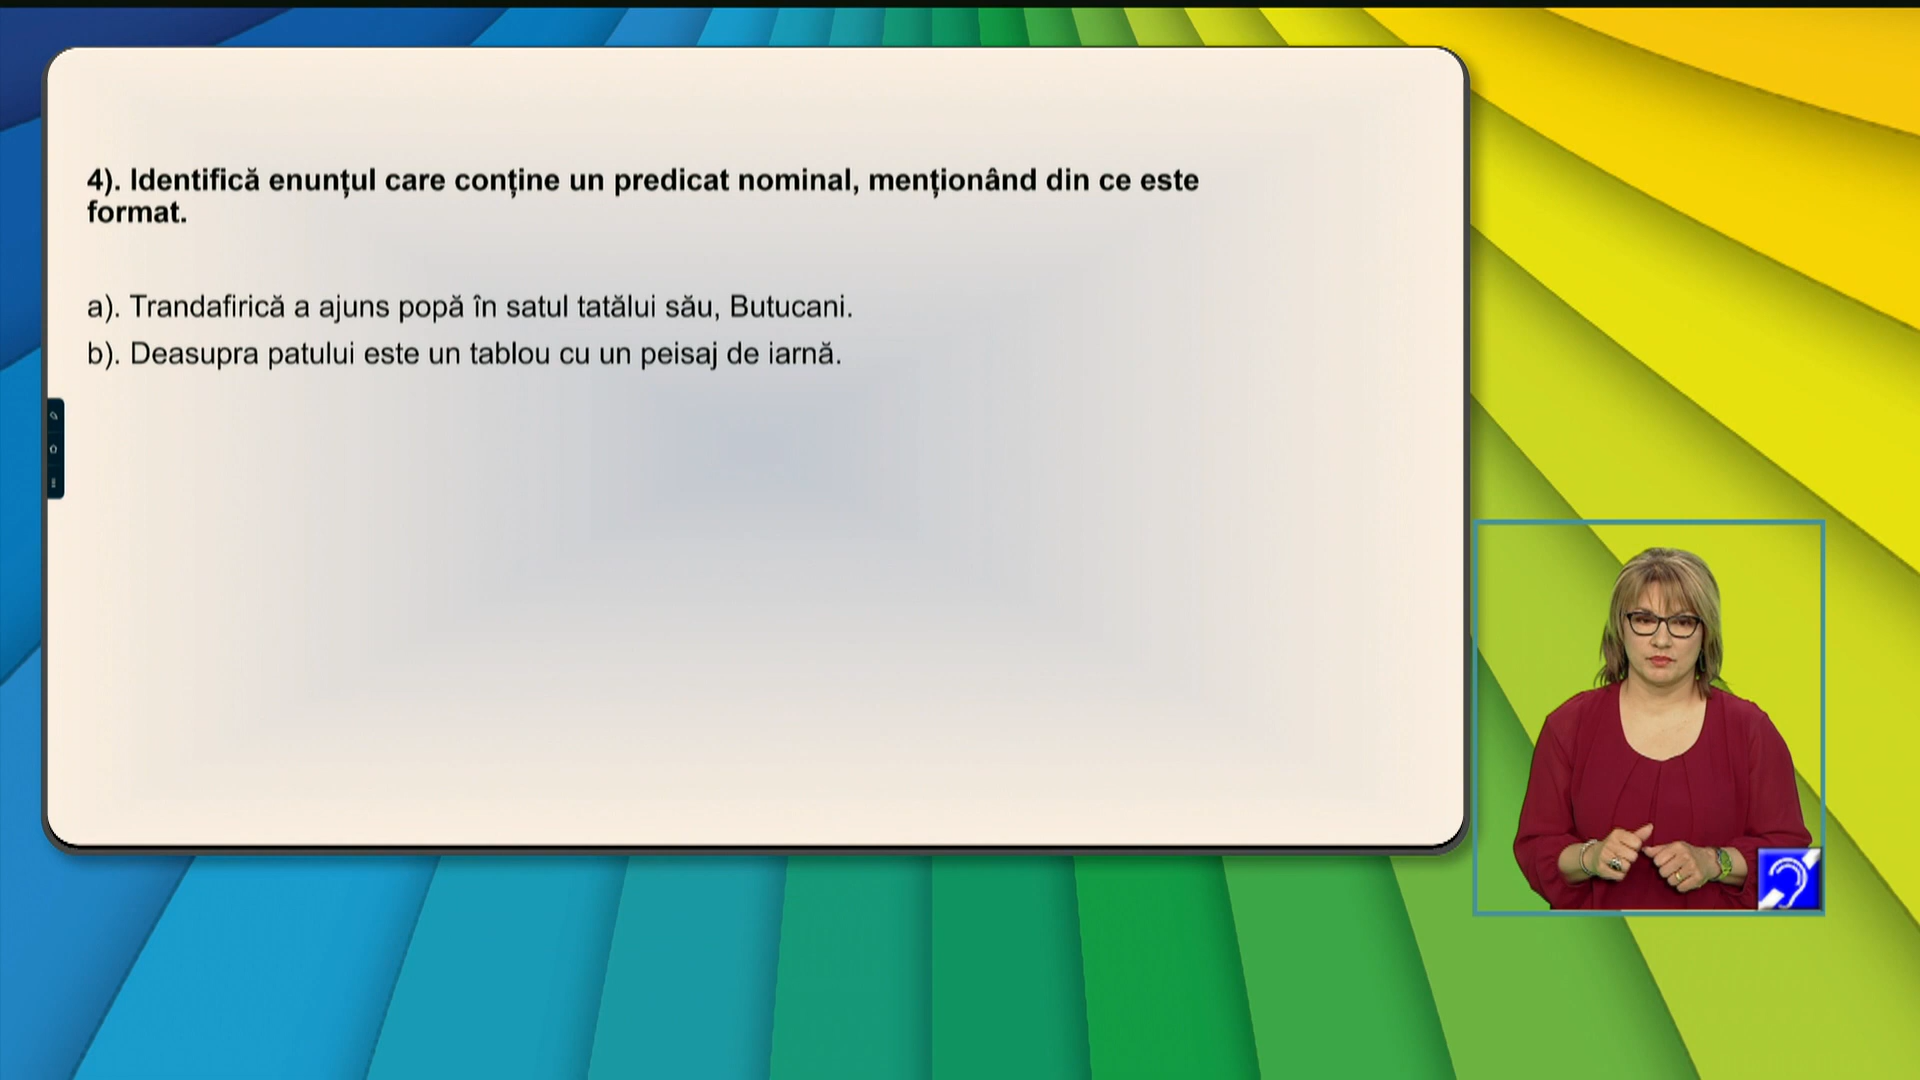 4). Identifică enunțul care conține un predicat nominal, menționând din ce este
format.
a). Trandafirică a ajuns popă în satul tatălui său, Butucani.
b). Deasupra patului este un tablou cu un peisaj de iarnă.